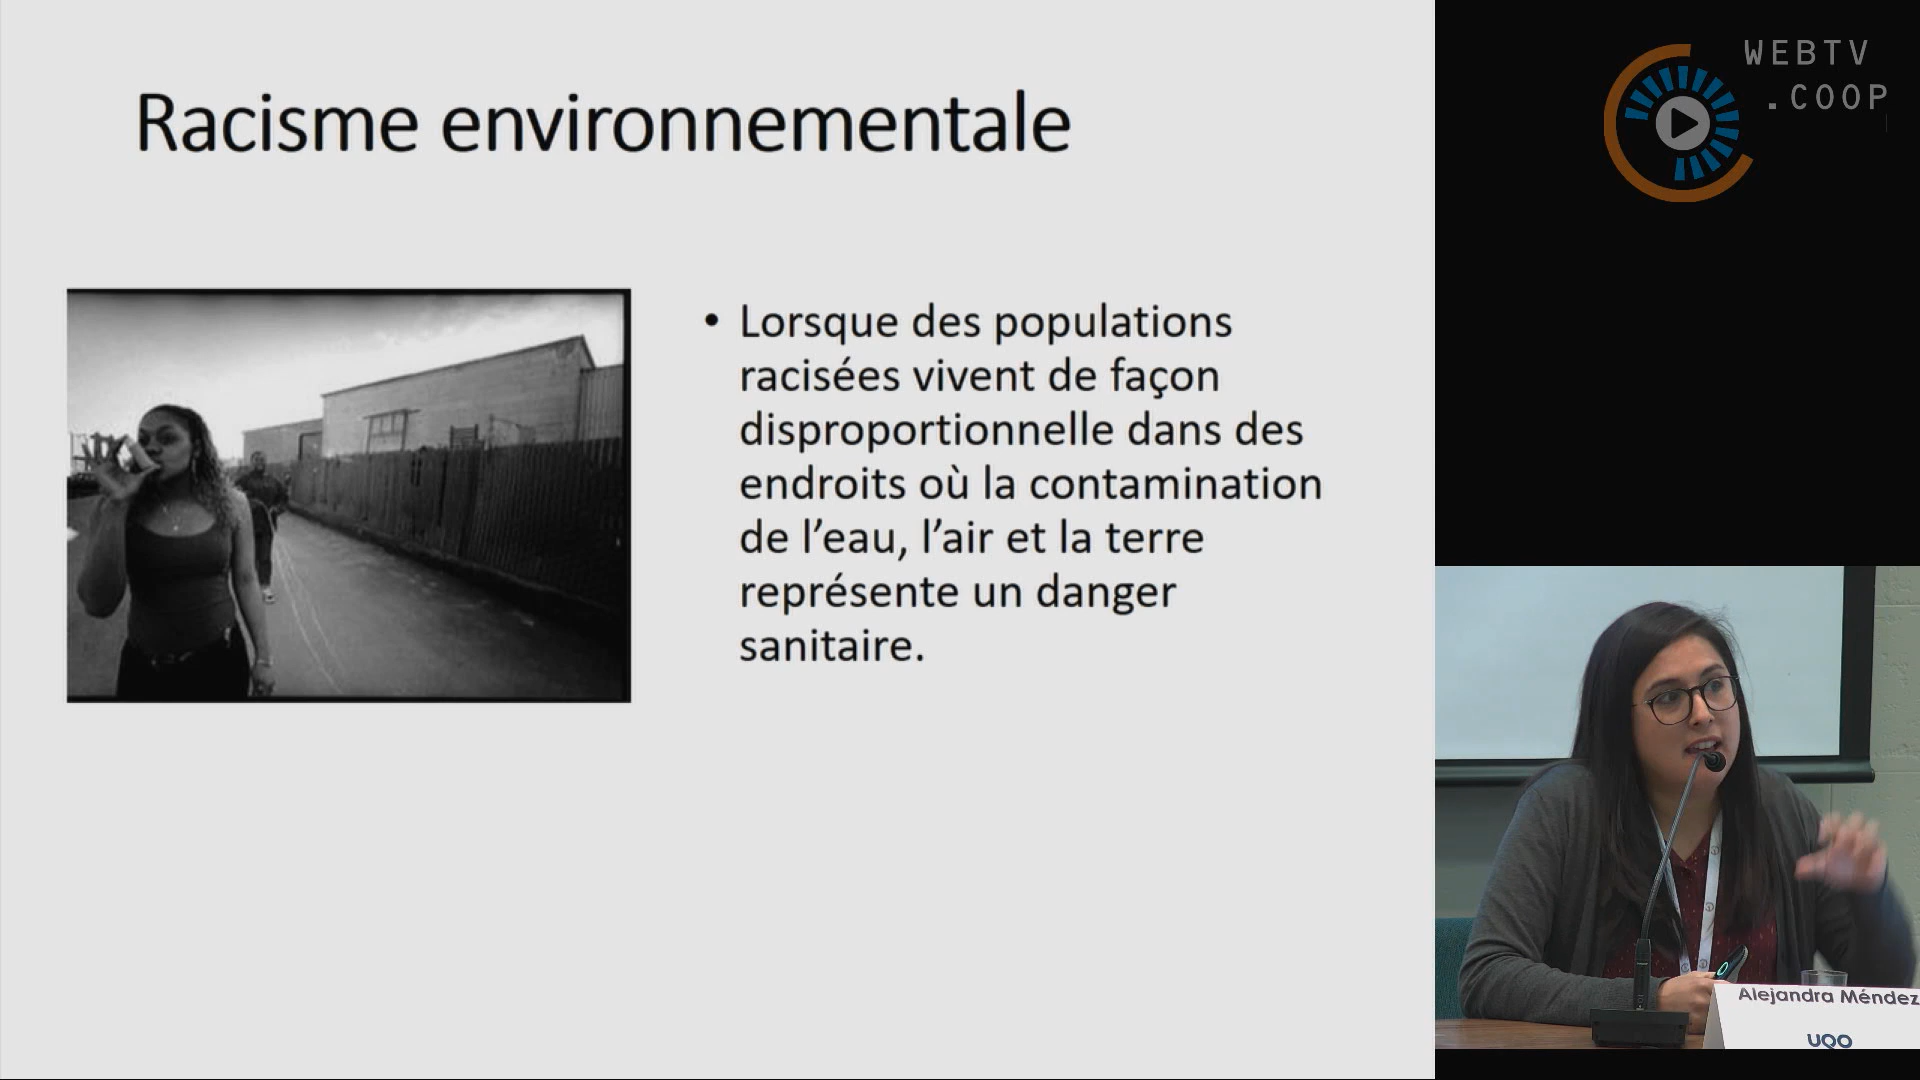 Racisme environnementale
• Lorsque des populations
racisées vivent de façon
disproportionnelle dans des
endroits où la contamination
de l’eau, l’air et la terre
représente un danger
sanitaire.
WEBTV
.COOP
Alejandra Méndez
UQO